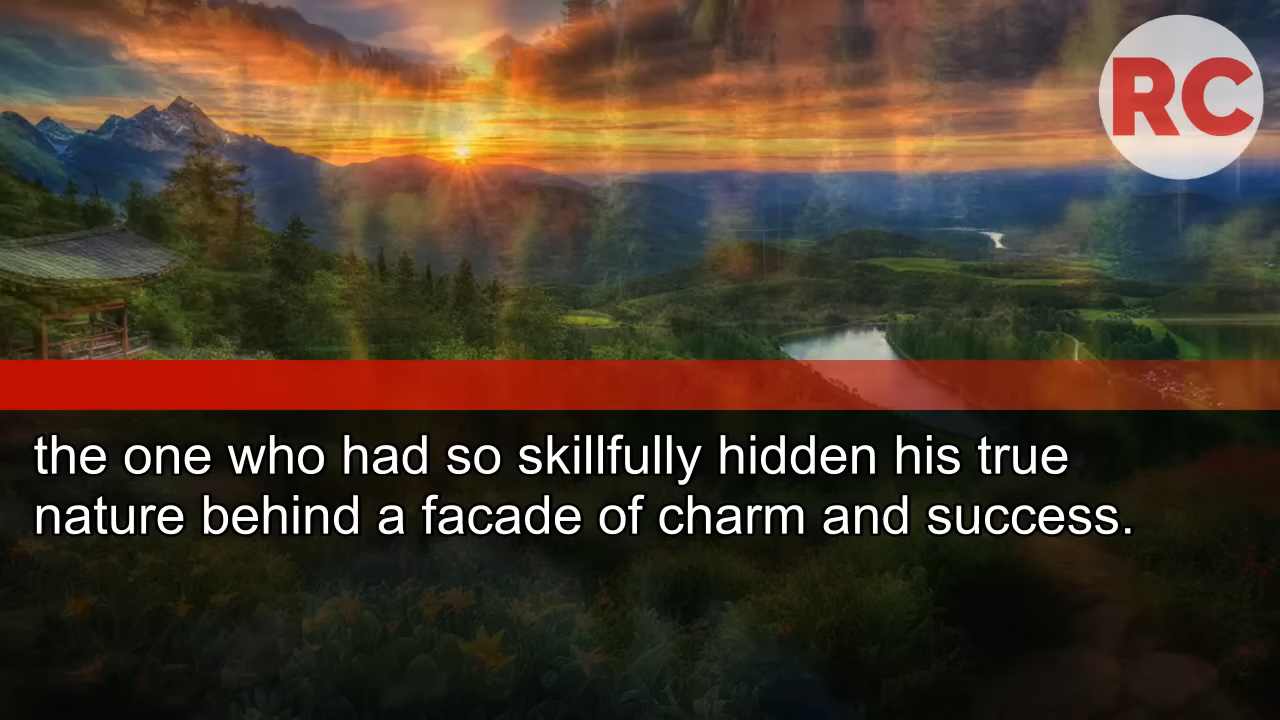 RC
the one who had so skillfully hidden his true
nature behind a facade of charm and success.